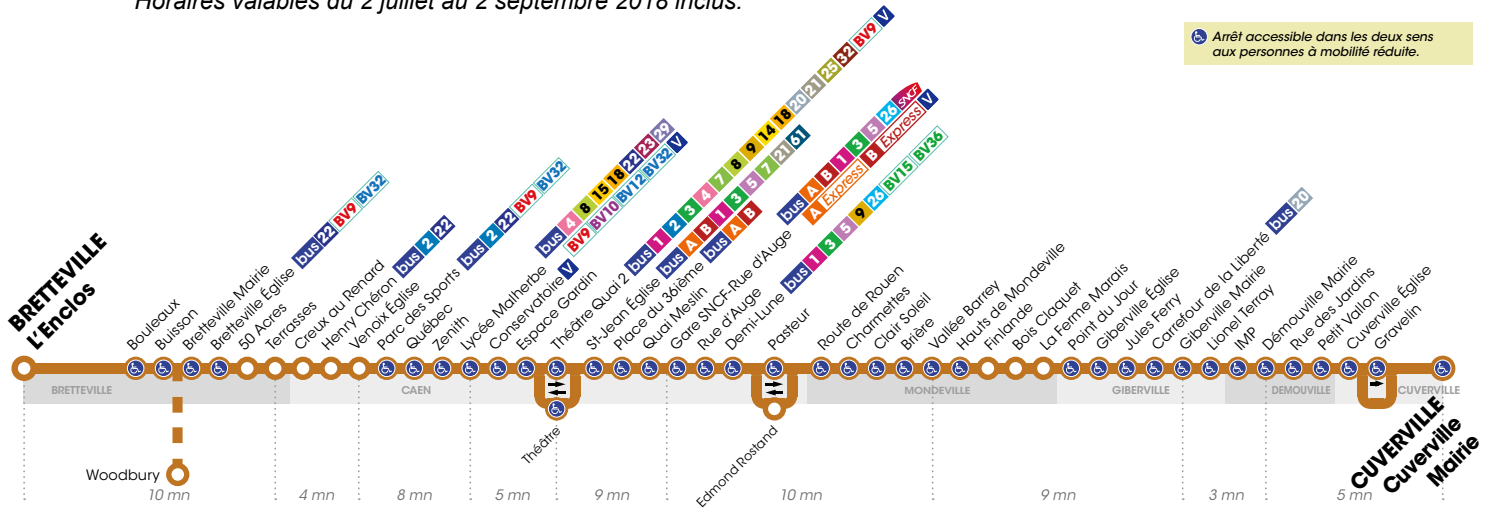 Horaires valables du 2 juillet au 2 septembre 2018 inclus.
Arrêt accessible dans les deux sens
aux personnes à mobilité réduite.
BRETTEVILLE
L'Enclos
Bouleaux
Buisson
Bretteville Mairie
Bretteville Église bus 22 BV9 BV32
50 Acres
Terrasses
Creux au Renard
Henry Chéron bus 2 22
Venoix Église
Parc des Sports bus 2 22 BV9 BV32
Québec
Zenith
Lycée Malherbe bus 4 8 15 18 22 23 29
BV9 BV10 BV12 BV32 V
Conservatoire V
Espace Gardin
Théâtre Quai 2 bus 1 2 3 4 7 8 9 14 18 20 21 25 32 BV9 V
St-Jean Église bus A B 1 3 5 7 21 61
Place du 36ième bus A B
Quai Meslin
Gare SNCF-Rue d'Auge bus A B 1 3 5 26 SNCF
A Express B Express V
Rue d'Auge
Demi-Lune bus 1 3 5 9 26 BV15 BV36
Pasteur
Route de Rouen
Charmettes
Clair Soleil
Brière
Vallée Barrey
Hauts de Mondeville
Finlande
Bois Claquet
La Ferme Marais
Point du Jour
Giberville Église
Jules Ferry
Carrefour de la Liberté bus 20
Giberville Mairie
Lionel Terray
IMP
Démouville Mairie
Rue des Jardins
Petit Vallon
Cuverville Église
Gravelin
BRETTEVILLE
CAEN
MONDEVILLE
GIBERVILLE
DEMOUVILLE
CUVERVILLE
Théâtre
Edmond Rostand
CUVERVILLE
Cuverville
Mairie
Woodbury
10 mn
4 mn
8 mn
5 mn
9 mn
10 mn
9 mn
3 mn
5 mn